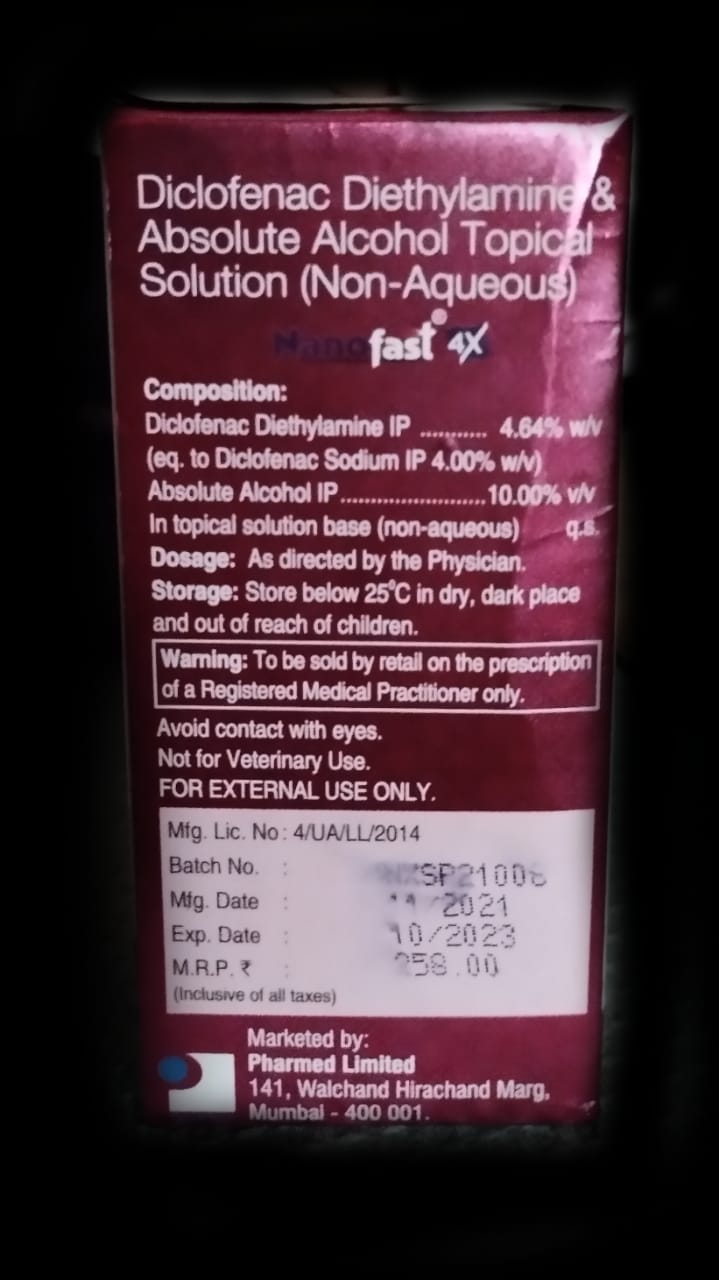 Diclofenac Diethylamine &
Absolute Alcohol Topical
Solution (Non-Aqueous)
Nanofast® 4X
Composition:
Diclofenac Diethylamine IP ........... 4.64% w/v
(eq. to Diclofenac Sodium IP 4.00% w/v)
Absolute Alcohol IP........................10.00% v/v
In topical solution base (non-aqueous) q.s.
Dosage: As directed by the Physician.
Storage: Store below 25°C in dry, dark place
and out of reach of children.
Warning: To be sold by retail on the prescription
of a Registered Medical Practitioner only.
Avoid contact with eyes.
Not for Veterinary Use.
FOR EXTERNAL USE ONLY.
Mfg. Lic. No : 4/UA/LL/2014
Batch No. :
Mfg. Date : 11/2021
Exp. Date : 10/2023
M.R.P. ₹ : 258.00
(Inclusive of all taxes)
Marketed by:
Pharmed Limited
141, Walchand Hirachand Marg,
Mumbai - 400 001.